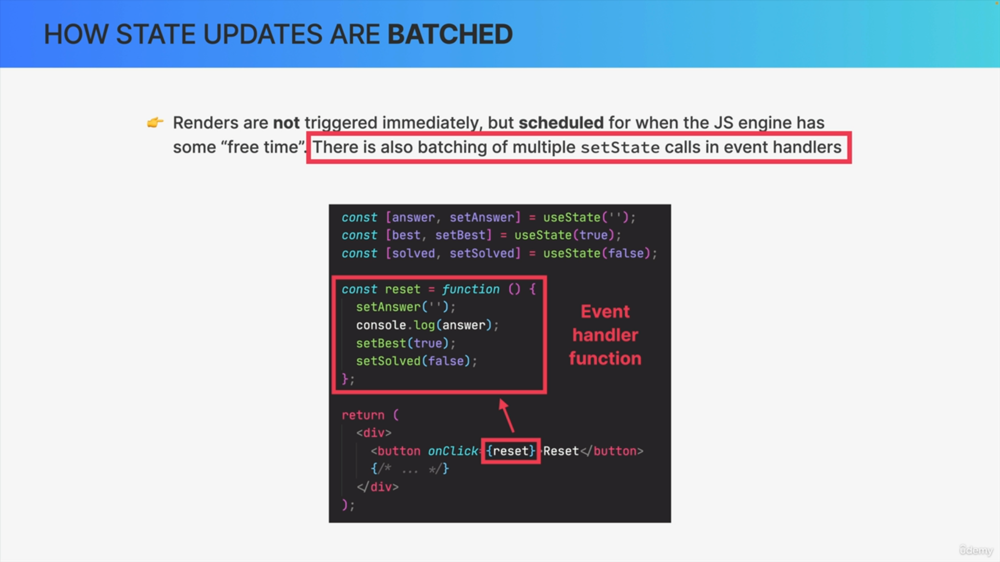 HOW STATE UPDATES ARE BATCHED
👉 Renders are not triggered immediately, but scheduled for when the JS engine has
some “free time”. There is also batching of multiple setState calls in event handlers
const [answer, setAnswer] = useState('');
const [best, setBest] = useState(true);
const [solved, setSolved] = useState(false);
const reset = function () {
setAnswer('');
console.log(answer);
setBest(true);
setSolved(false);
};
Event
handler
function
return (
<div>
<button onClick={reset}>Reset</button>
{/* ... */}
</div>
);
ûdemy